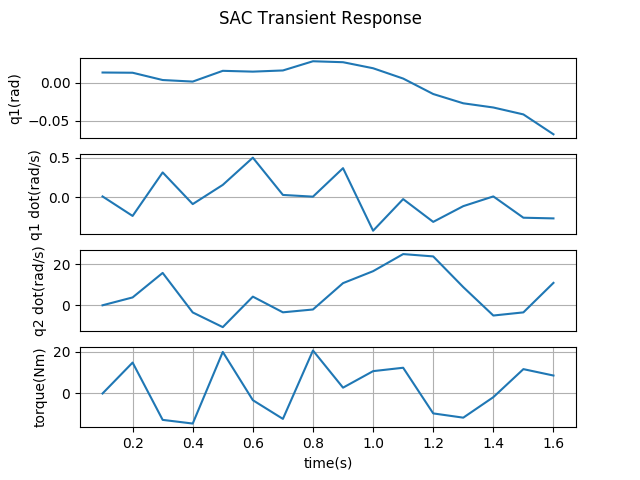 SAC Transient Response
q1(rad)
0.00
−0.05
q1 dot(rad/s)
0.5
0.0
q2 dot(rad/s)
20
0
torque(Nm)
20
0
0.2 0.4 0.6 0.8 1.0 1.2 1.4 1.6
time(s)